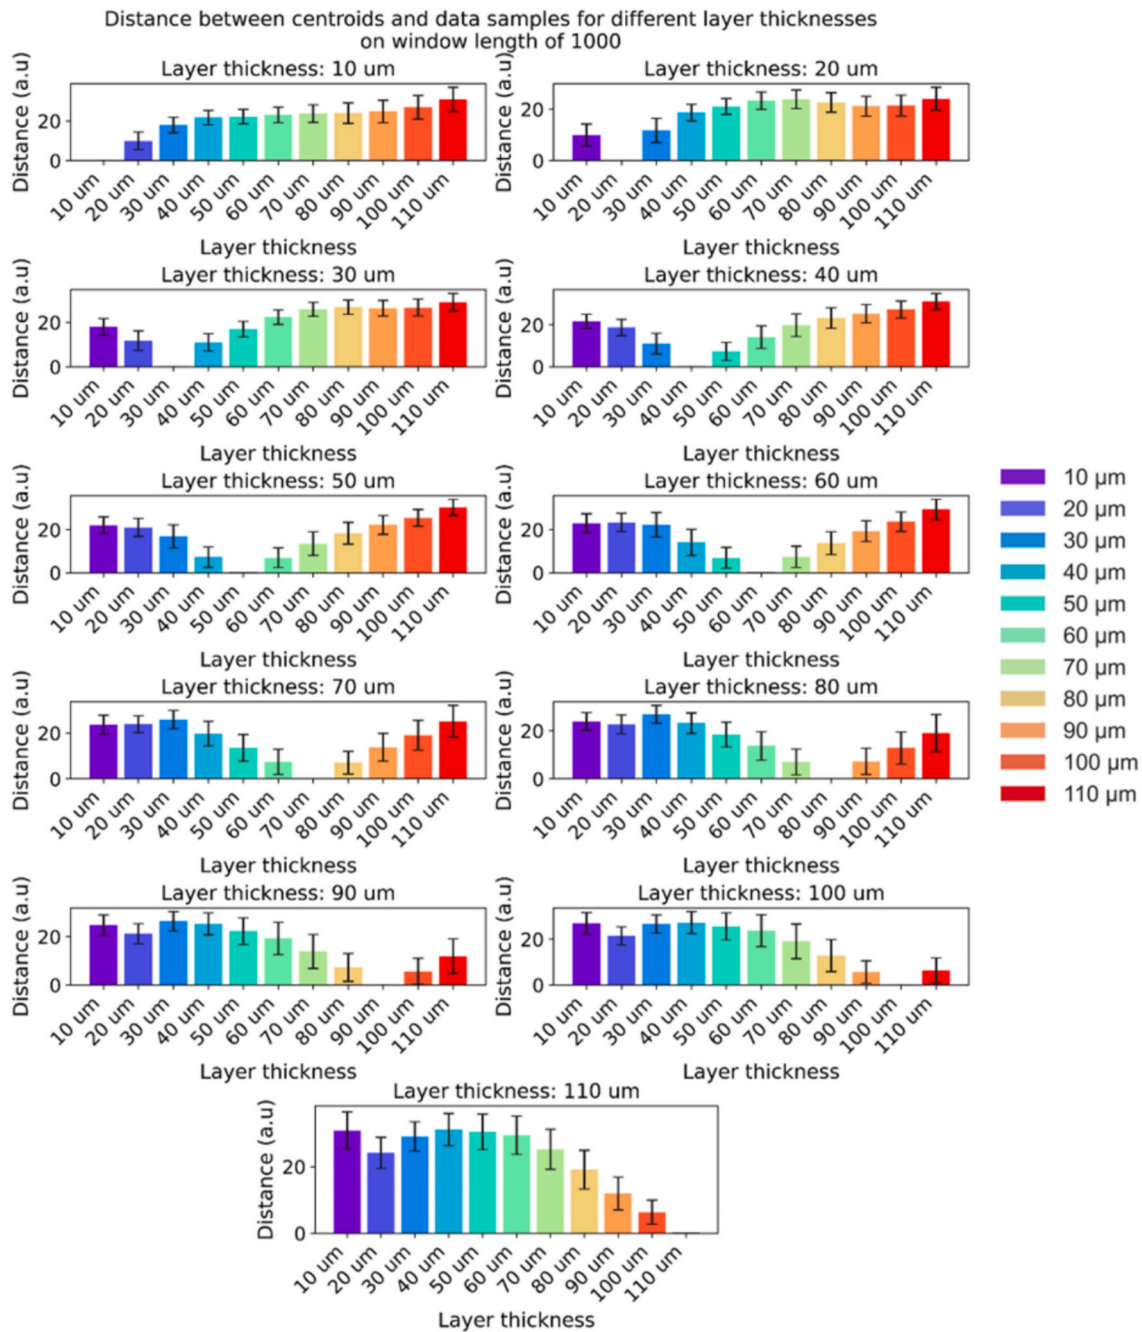 Distance between centroids and data samples for different layer thicknesses
on window length of 1000
Layer thickness: 10 um
Distance (a.u)
20
0
10 um
20 um
30 um
40 um
50 um
60 um
70 um
80 um
90 um
100 um
110 um
Layer thickness
Layer thickness: 20 um
Distance (a.u)
20
0
10 um
20 um
30 um
40 um
50 um
60 um
70 um
80 um
90 um
100 um
110 um
Layer thickness
Layer thickness: 30 um
Distance (a.u)
20
0
10 um
20 um
30 um
40 um
50 um
60 um
70 um
80 um
90 um
100 um
110 um
Layer thickness
Layer thickness: 40 um
Distance (a.u)
20
0
10 um
20 um
30 um
40 um
50 um
60 um
70 um
80 um
90 um
100 um
110 um
Layer thickness
Layer thickness: 50 um
Distance (a.u)
20
0
10 um
20 um
30 um
40 um
50 um
60 um
70 um
80 um
90 um
100 um
110 um
Layer thickness
Layer thickness: 60 um
Distance (a.u)
20
0
10 um
20 um
30 um
40 um
50 um
60 um
70 um
80 um
90 um
100 um
110 um
Layer thickness
Layer thickness: 70 um
Distance (a.u)
20
0
10 um
20 um
30 um
40 um
50 um
60 um
70 um
80 um
90 um
100 um
110 um
Layer thickness
Layer thickness: 80 um
Distance (a.u)
20
0
10 um
20 um
30 um
40 um
50 um
60 um
70 um
80 um
90 um
100 um
110 um
Layer thickness
Layer thickness: 90 um
Distance (a.u)
20
0
10 um
20 um
30 um
40 um
50 um
60 um
70 um
80 um
90 um
100 um
110 um
Layer thickness
Layer thickness: 100 um
Distance (a.u)
20
0
10 um
20 um
30 um
40 um
50 um
60 um
70 um
80 um
90 um
100 um
110 um
Layer thickness
Layer thickness: 110 um
Distance (a.u)
20
0
10 um
20 um
30 um
40 um
50 um
60 um
70 um
80 um
90 um
100 um
110 um
Layer thickness
10 µm
20 µm
30 µm
40 µm
50 µm
60 µm
70 µm
80 µm
90 µm
100 µm
110 µm